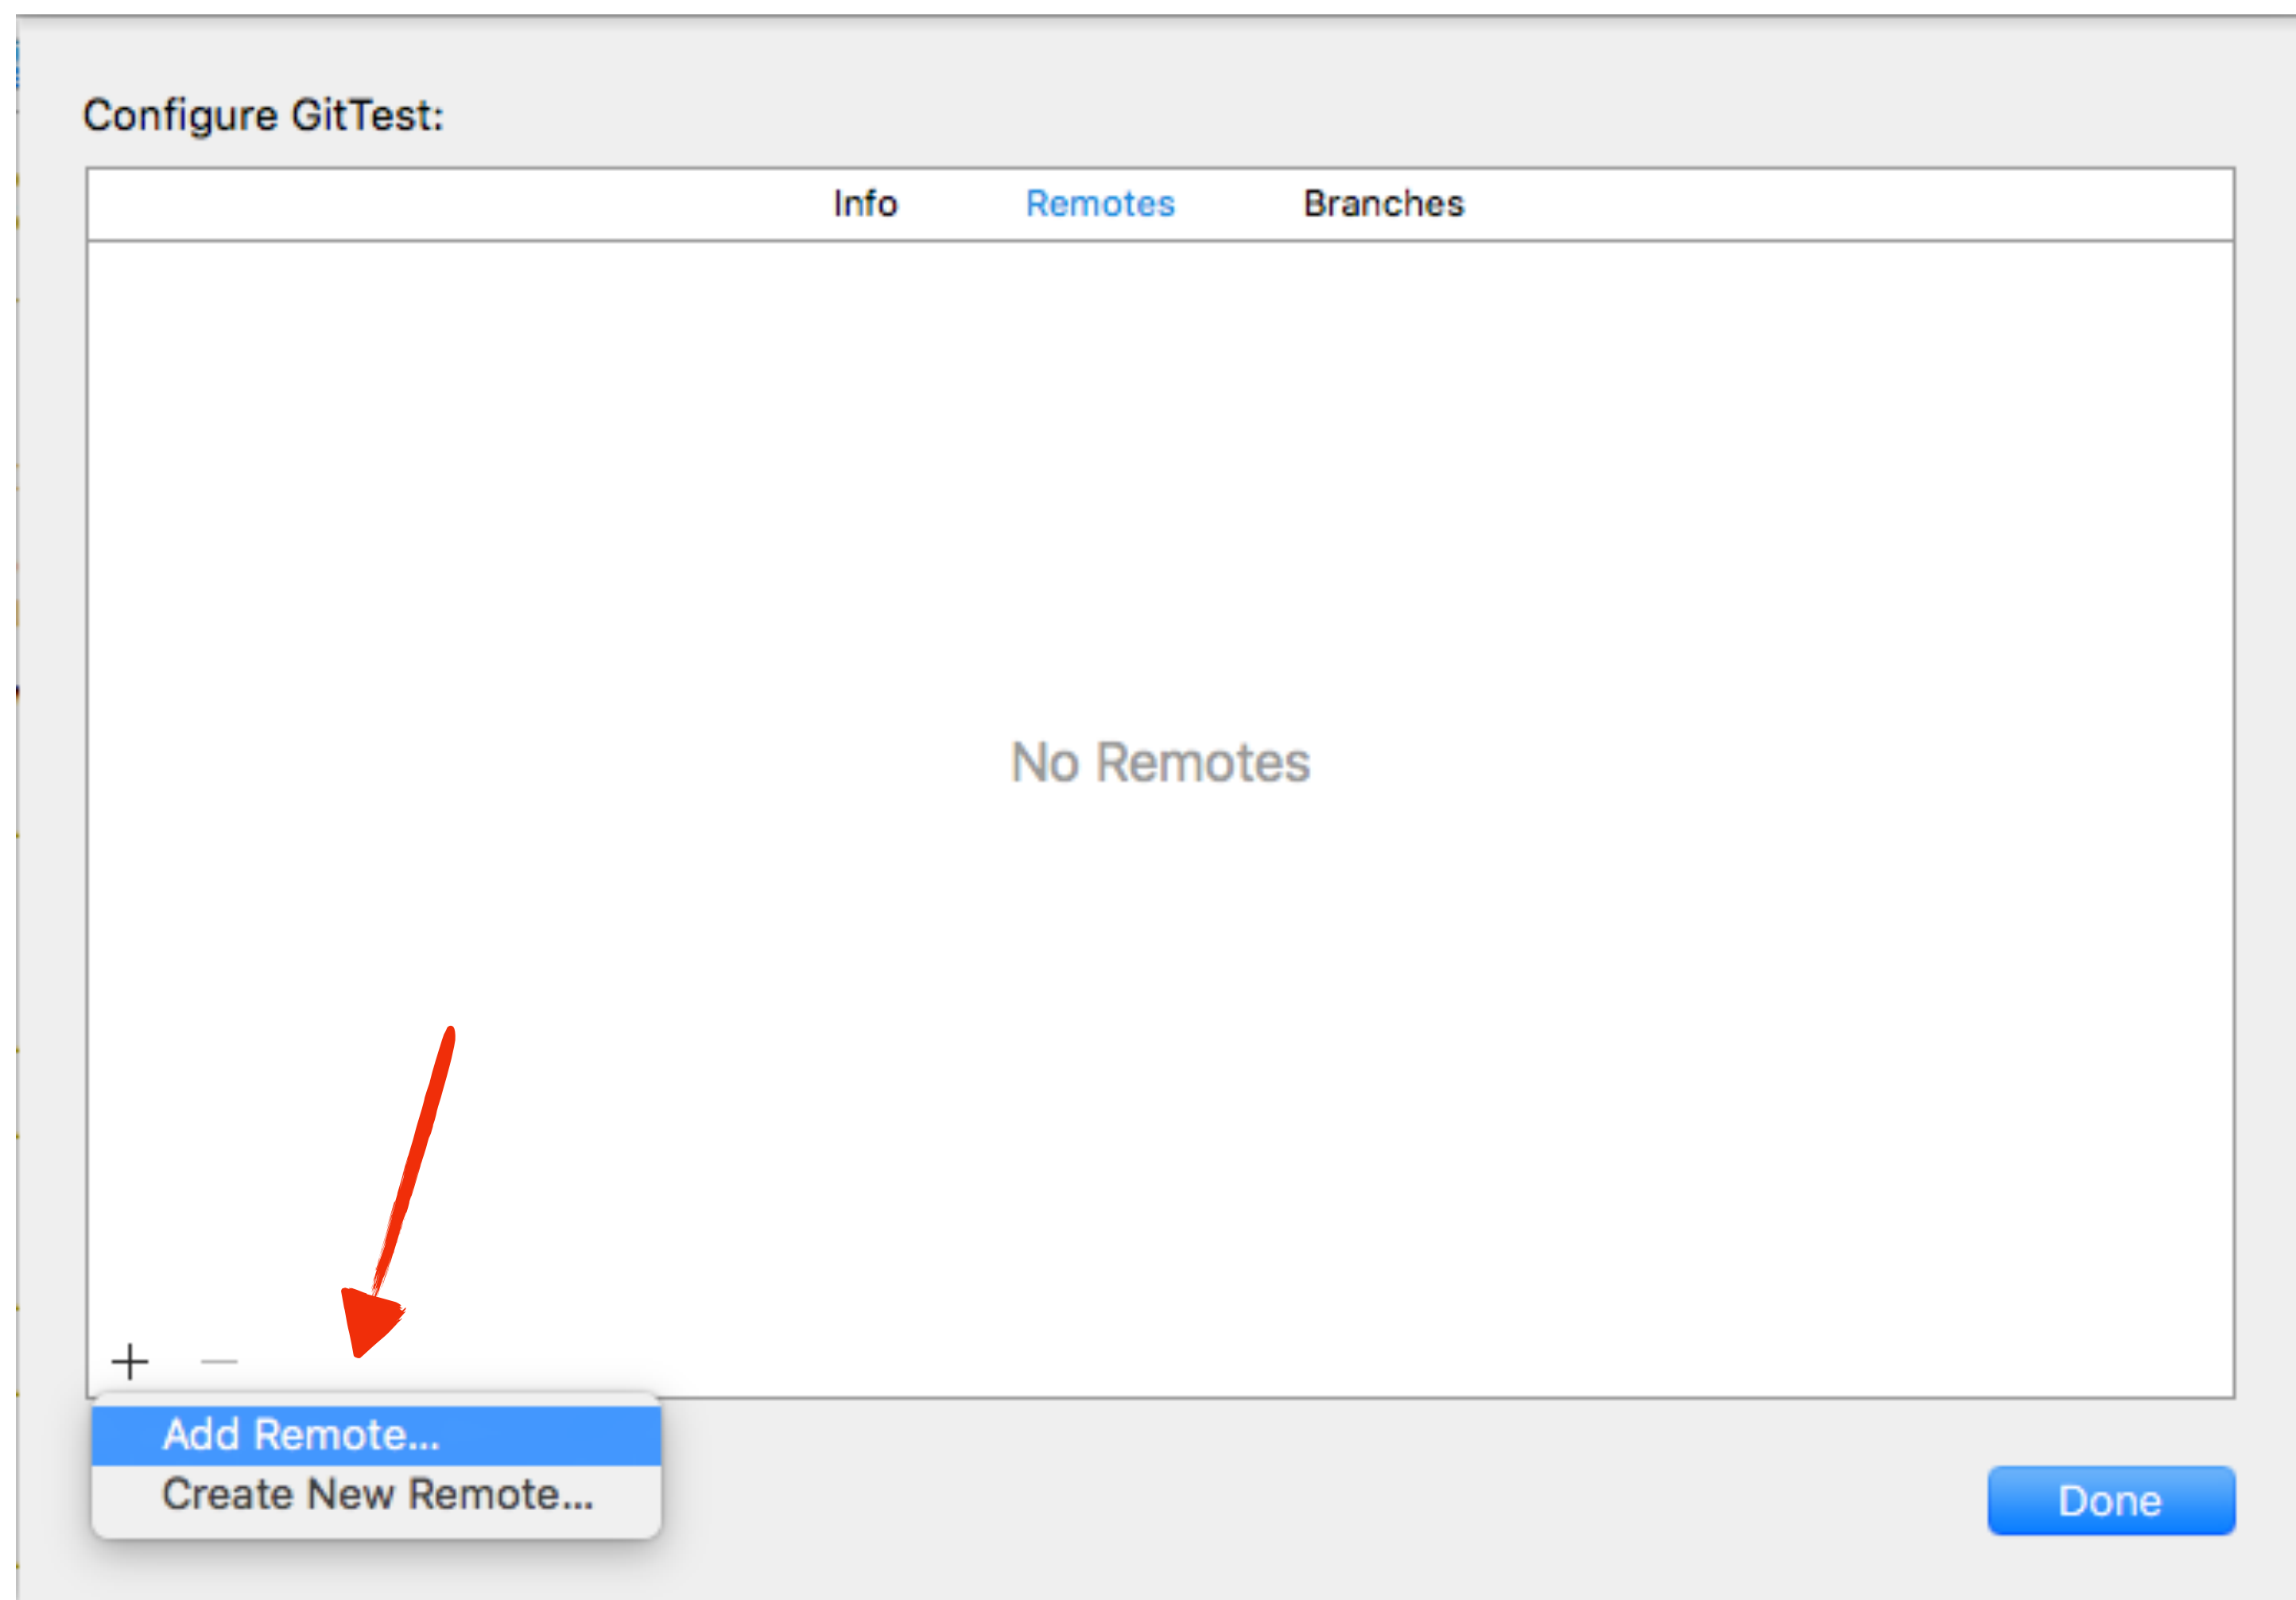 Configure GitTest:
Info Remotes Branches
No Remotes
Add Remote...
Create New Remote...
Done